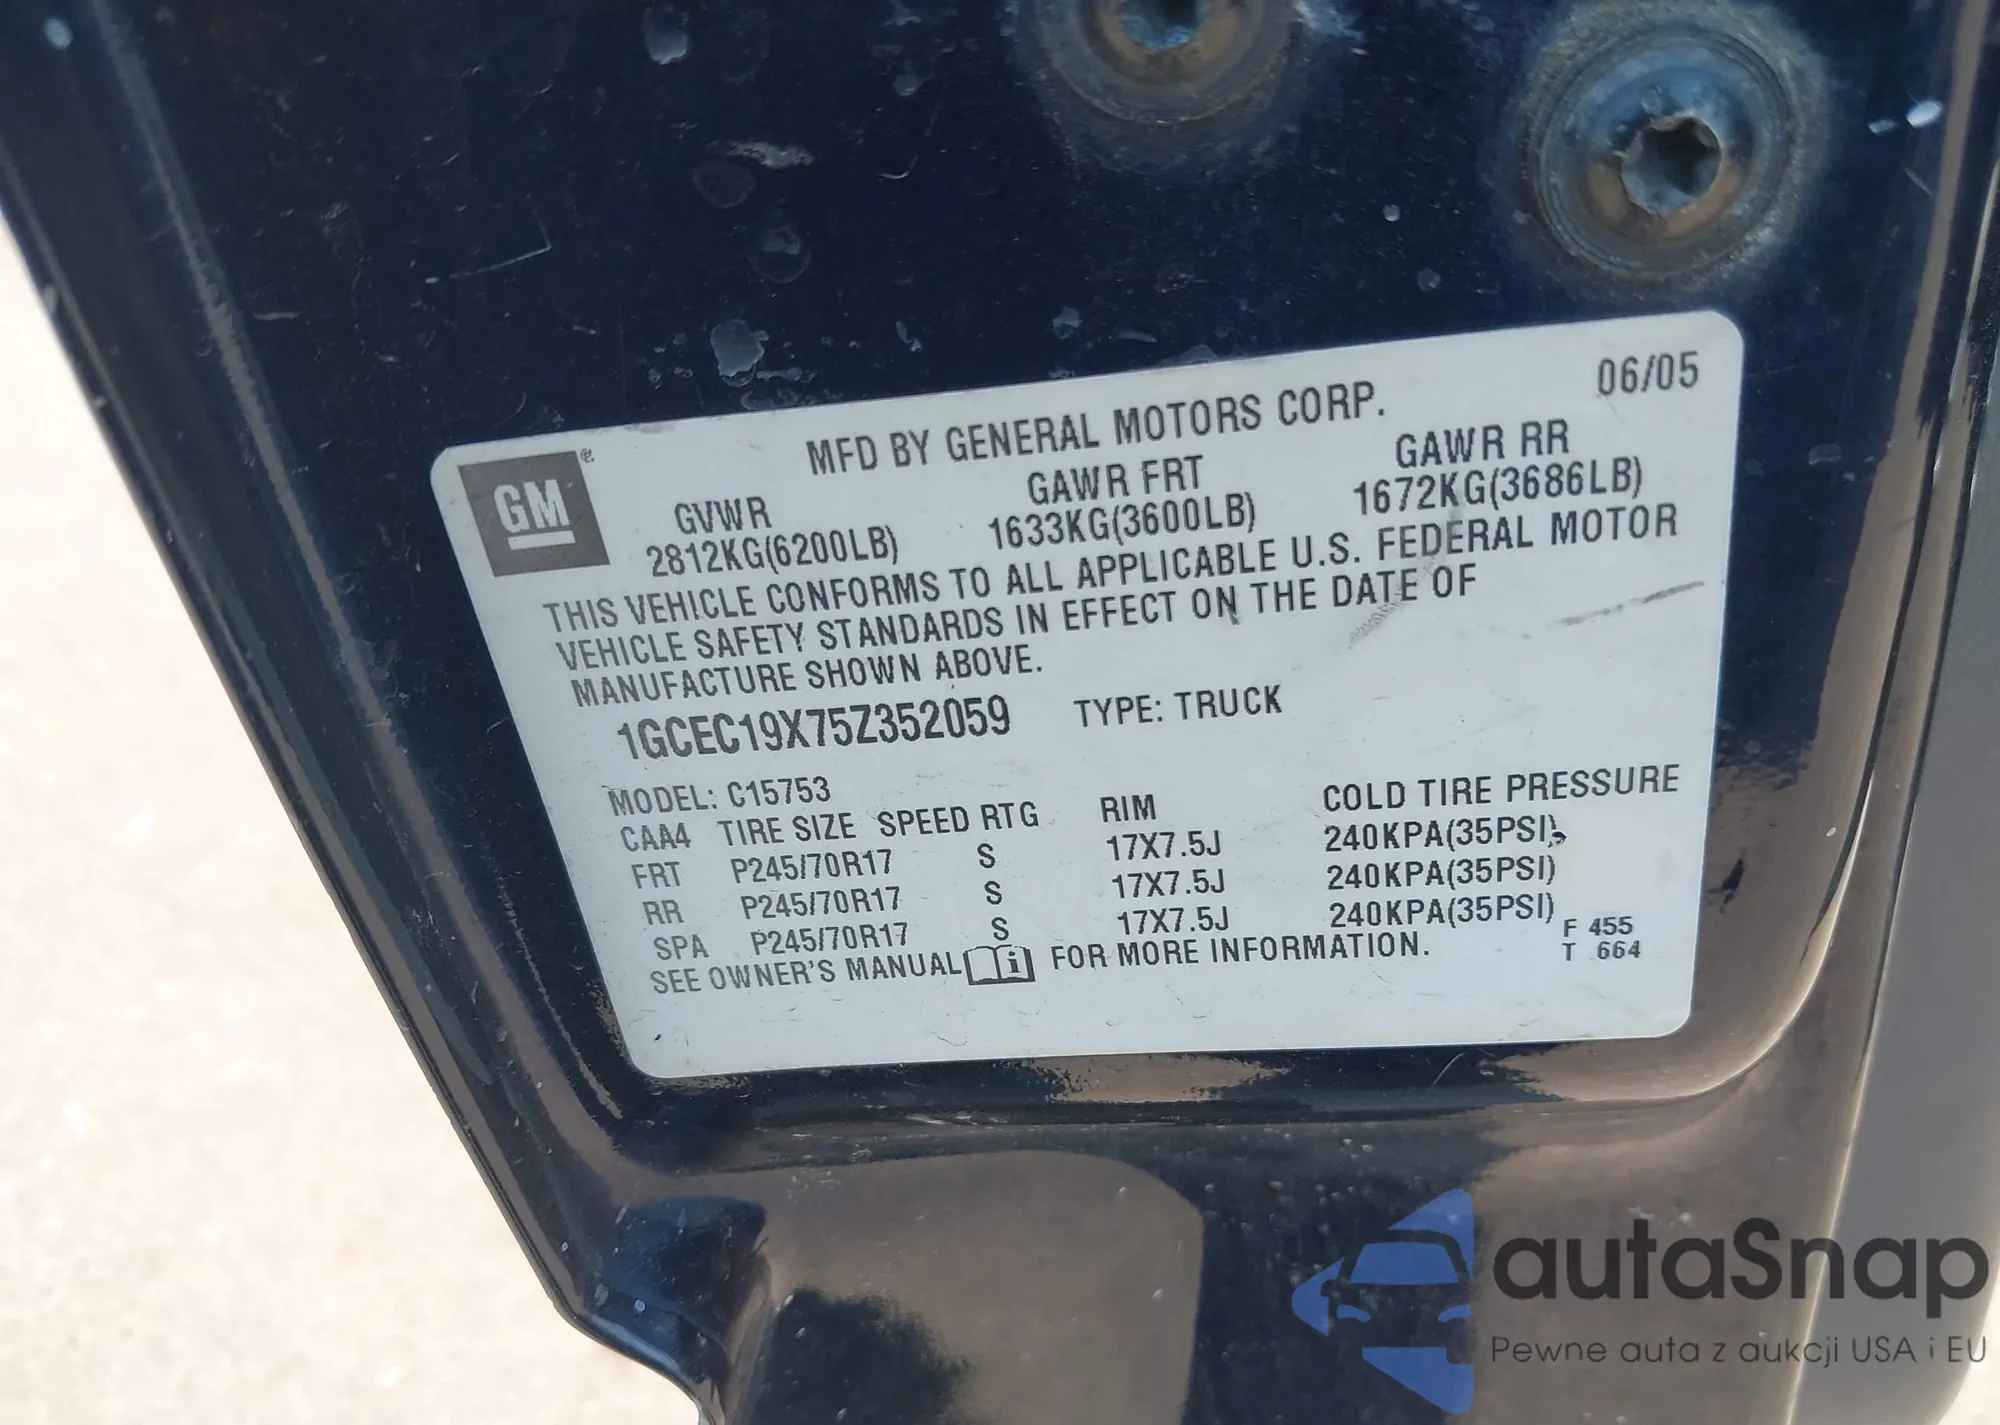 06/05
MFD BY GENERAL MOTORS CORP.
GM
GVWR GAWR FRT GAWR RR
2812KG(6200LB) 1633KG(3600LB) 1672KG(3686LB)
THIS VEHICLE CONFORMS TO ALL APPLICABLE U.S. FEDERAL MOTOR
VEHICLE SAFETY STANDARDS IN EFFECT ON THE DATE OF
MANUFACTURE SHOWN ABOVE.
1GCEC19X75Z352059 TYPE: TRUCK
MODEL: C15753
CAA4 TIRE SIZE SPEED RTG RIM COLD TIRE PRESSURE
FRT P245/70R17 S 17X7.5J 240KPA(35PSI)
RR P245/70R17 S 17X7.5J 240KPA(35PSI)
SPA P245/70R17 S 17X7.5J 240KPA(35PSI)
SEE OWNER'S MANUAL FOR MORE INFORMATION.
F 455
T 664
autaSnap
Pewne auta z aukcji USA i EU